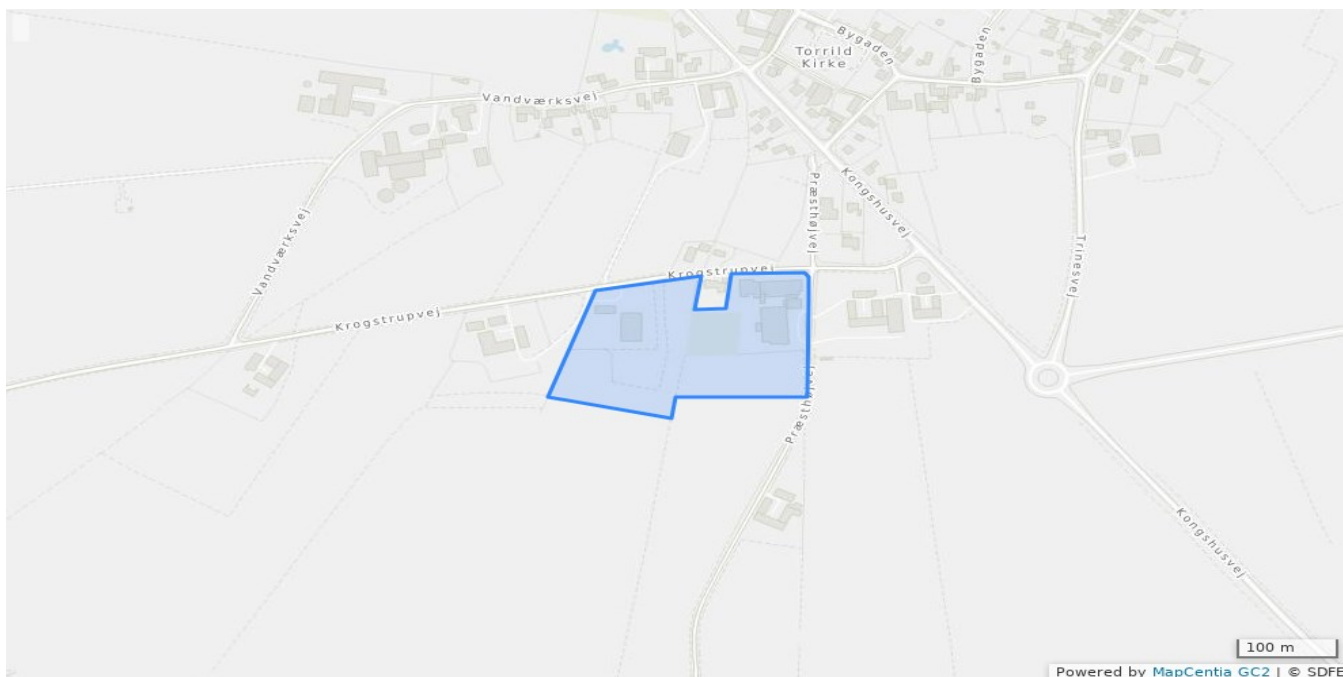 Bygaden
Bygaden
Torrild
Kirke
Vandværksvej
Kongshusvej
Præsthøjvej
Vandværksvej
Trinesvej
Krogstrupvej
Krogstrupvej
Præsthøjvej
Kongshusvej
100 m
Powered by MapCentia GC2 | © SDFE